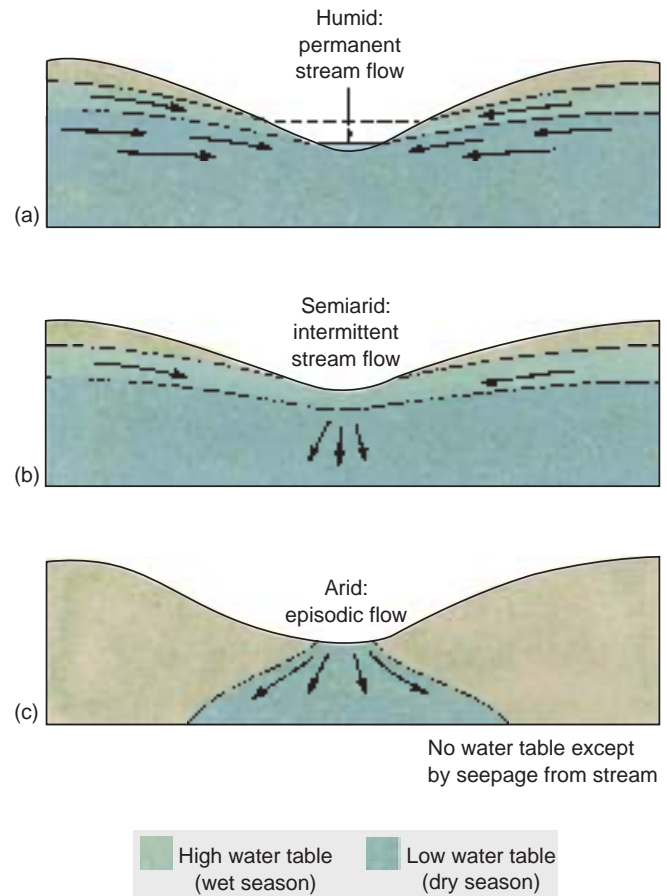 Humid:
permanent
stream flow
(a)
Semiarid:
intermittent
stream flow
(b)
Arid:
episodic flow
(c)
No water table except
by seepage from stream
High water table
(wet season)
Low water table
(dry season)